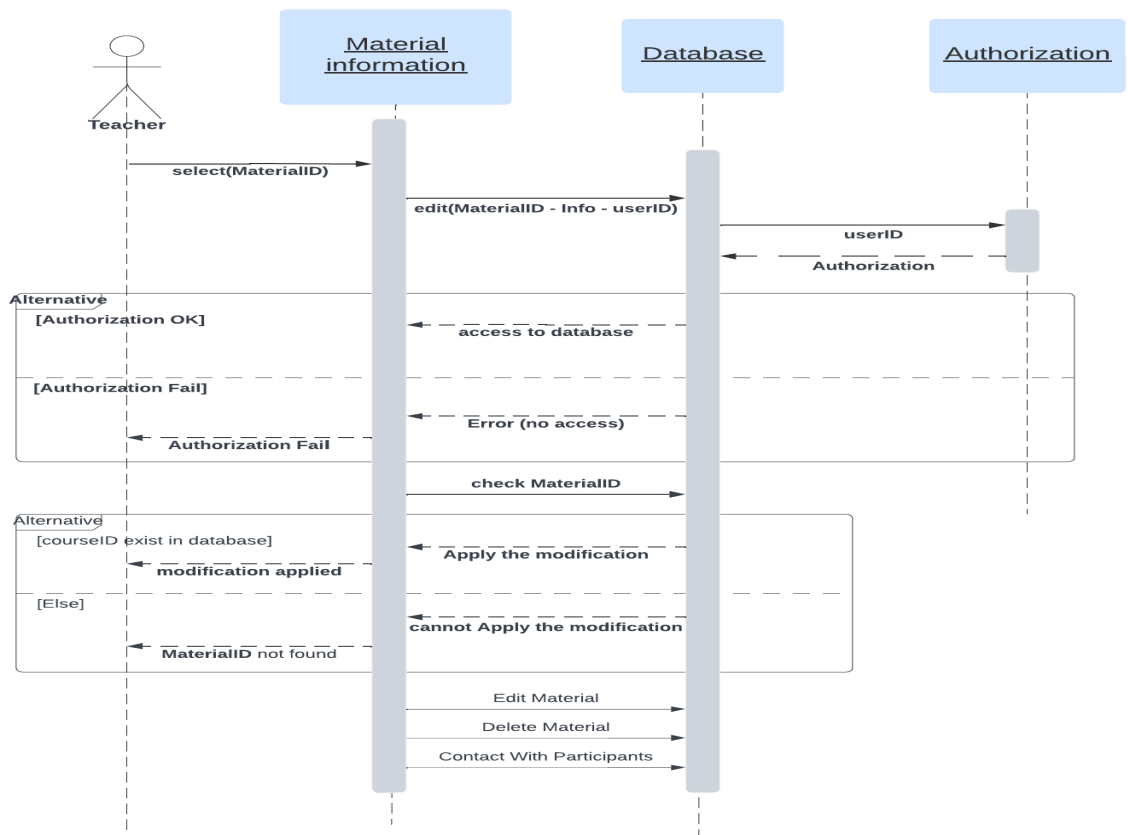 Material
information
Database
Authorization
Teacher
select(MaterialID)
edit(MaterialID - Info - userID)
userID
Authorization
Alternative
[Authorization OK]
access to database
[Authorization Fail]
Error (no access)
Authorization Fail
check MaterialID
Alternative
[courseID exist in database]
Apply the modification
modification applied
[Else]
cannot Apply the modification
MaterialID not found
Edit Material
Delete Material
Contact With Participants